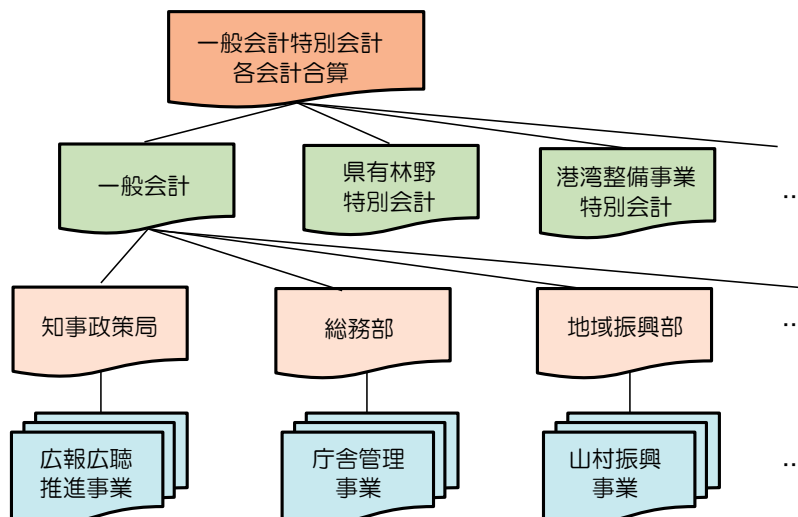 一般会計特別会計
各会計合算
一般会計
県有林野
特別会計
港湾整備事業
特別会計
‥
知事政策局
総務部
地域振興部
‥
広報広聴
推進事業
庁舎管理
事業
山村振興
事業
‥